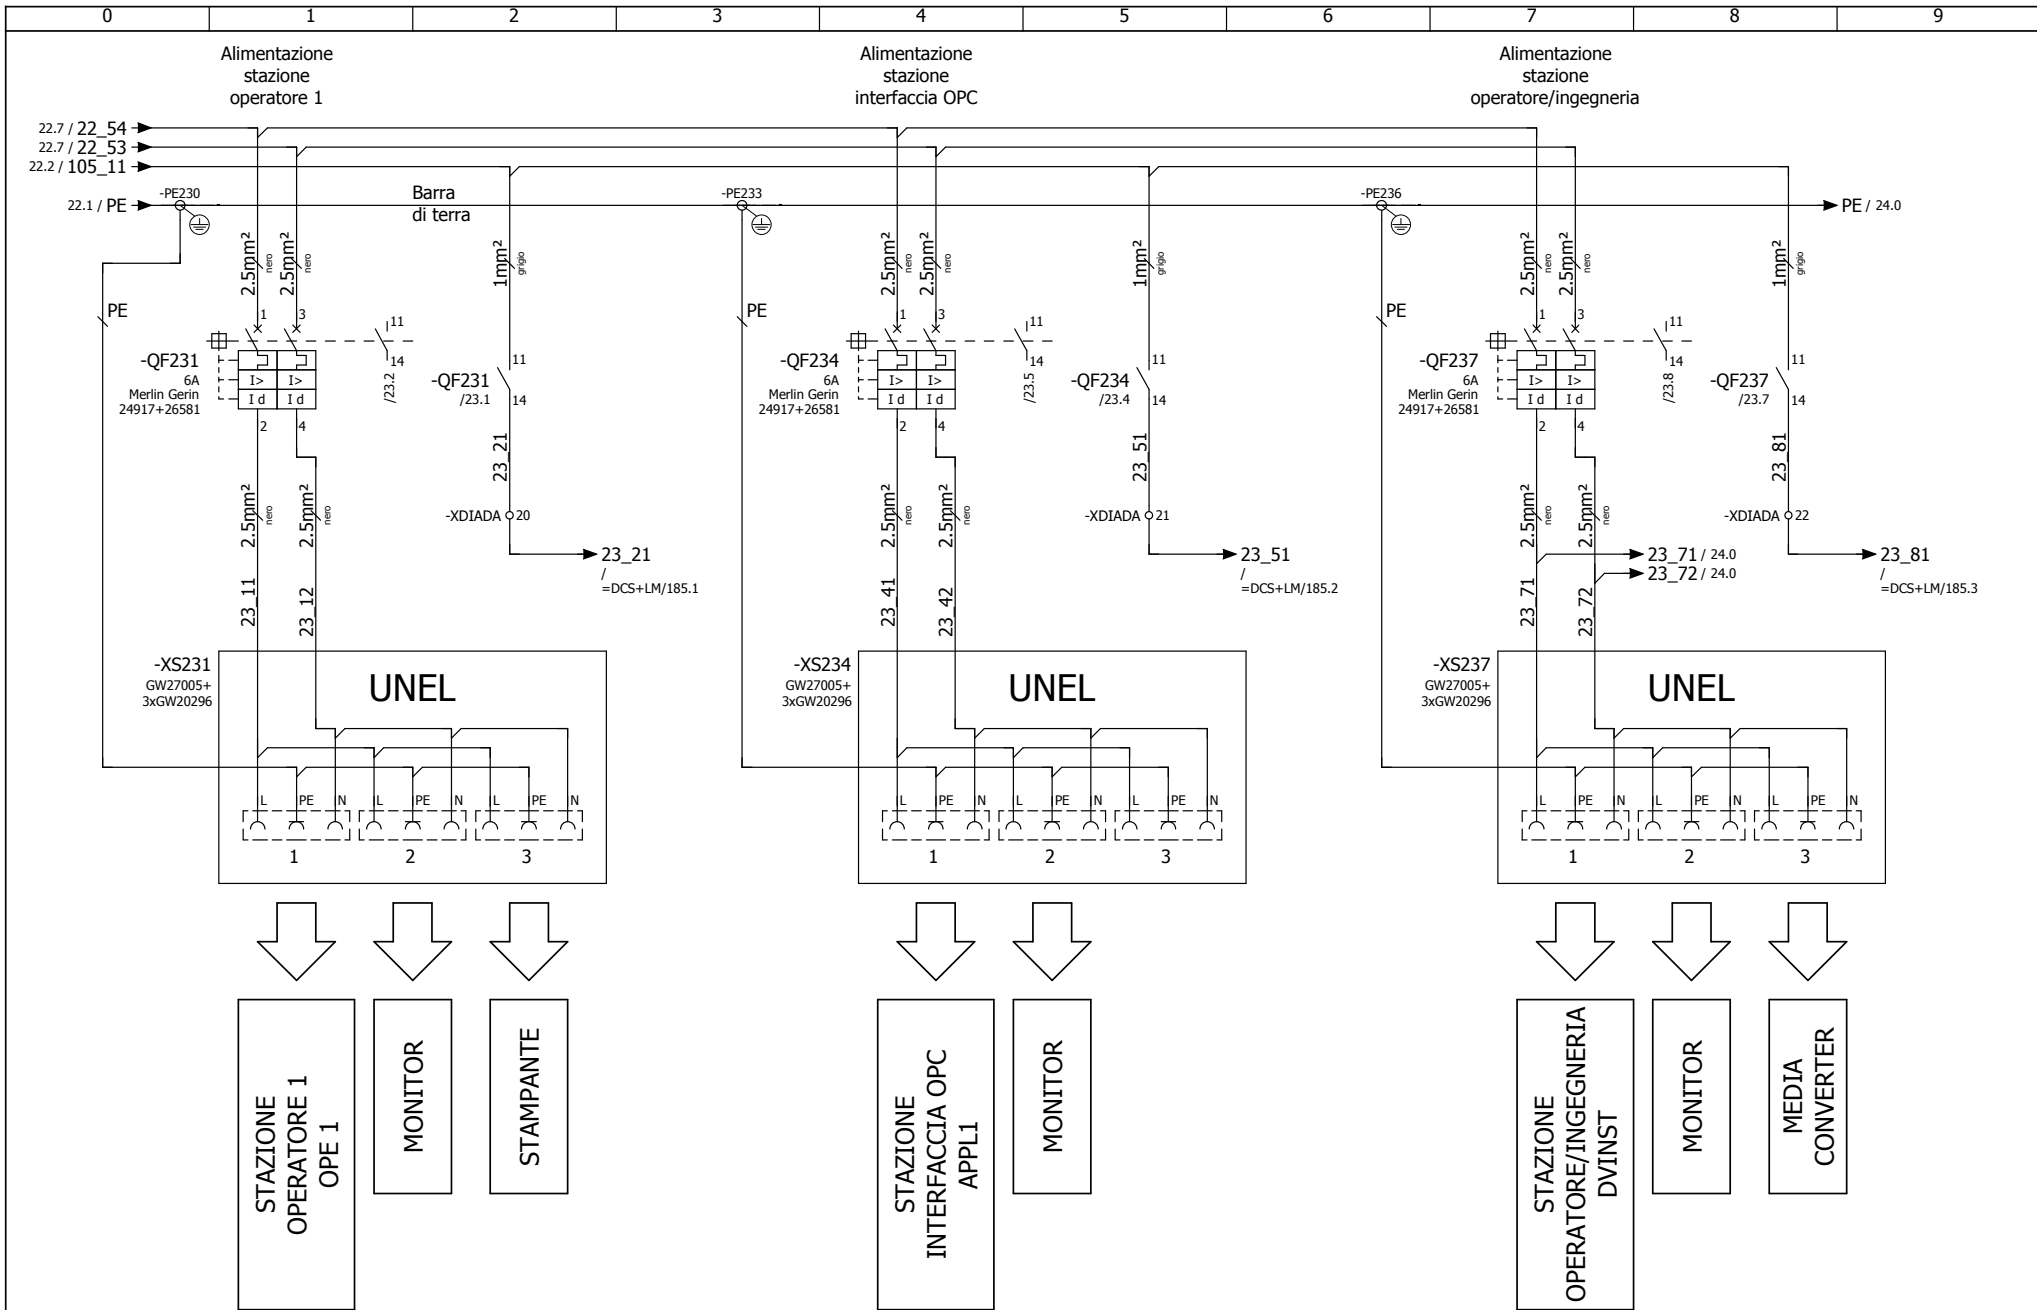 0 1 2 3 4 5 6 7 8 9
Alimentazione
stazione
operatore 1
Alimentazione
stazione
interfaccia OPC
Alimentazione
stazione
operatore/ingegneria
22.7 / 22_54
22.7 / 22_53
22.2 / 105_11
22.1 / PE
-PE230
Barra
di terra
-PE233
-PE236
PE / 24.0
2.5mm² nero
2.5mm² nero
1mm² grigio
2.5mm² nero
2.5mm² nero
1mm² grigio
2.5mm² nero
2.5mm² nero
1mm² grigio
PE
PE
PE
1 3 11
14
/23.2
-QF231
6A
Merlin Gerin
24917+26581
I> I>
I d I d
2 4
11
-QF231
/23.1
14
1 3 11
14
/23.5
-QF234
6A
Merlin Gerin
24917+26581
I> I>
I d I d
2 4
11
-QF234
/23.4
14
1 3 11
14
/23.8
-QF237
6A
Merlin Gerin
24917+26581
I> I>
I d I d
2 4
11
-QF237
/23.7
14
23_21
23_51
23_81
2.5mm² nero
2.5mm² nero
-XDIADA 20
2.5mm² nero
2.5mm² nero
-XDIADA 21
2.5mm² nero
2.5mm² nero
-XDIADA 22
23_21
/
=DCS+LM/185.1
23_51
/
=DCS+LM/185.2
23_71 / 24.0
23_72 / 24.0
23_81
/
=DCS+LM/185.3
23_11
23_12
23_41
23_42
23_71
23_72
-XS231
GW27005+
3xGW20296
UNEL
L PE N L PE N L PE N
1 2 3
-XS234
GW27005+
3xGW20296
UNEL
L PE N L PE N L PE N
1 2 3
-XS237
GW27005+
3xGW20296
UNEL
L PE N L PE N L PE N
1 2 3
STAZIONE
OPERATORE 1
OPE 1
MONITOR
STAMPANTE
STAZIONE
INTERFACCIA OPC
APPL1
MONITOR
STAZIONE
OPERATORE/INGEGNERIA
DVINST
MONITOR
MEDIA
CONVERTER